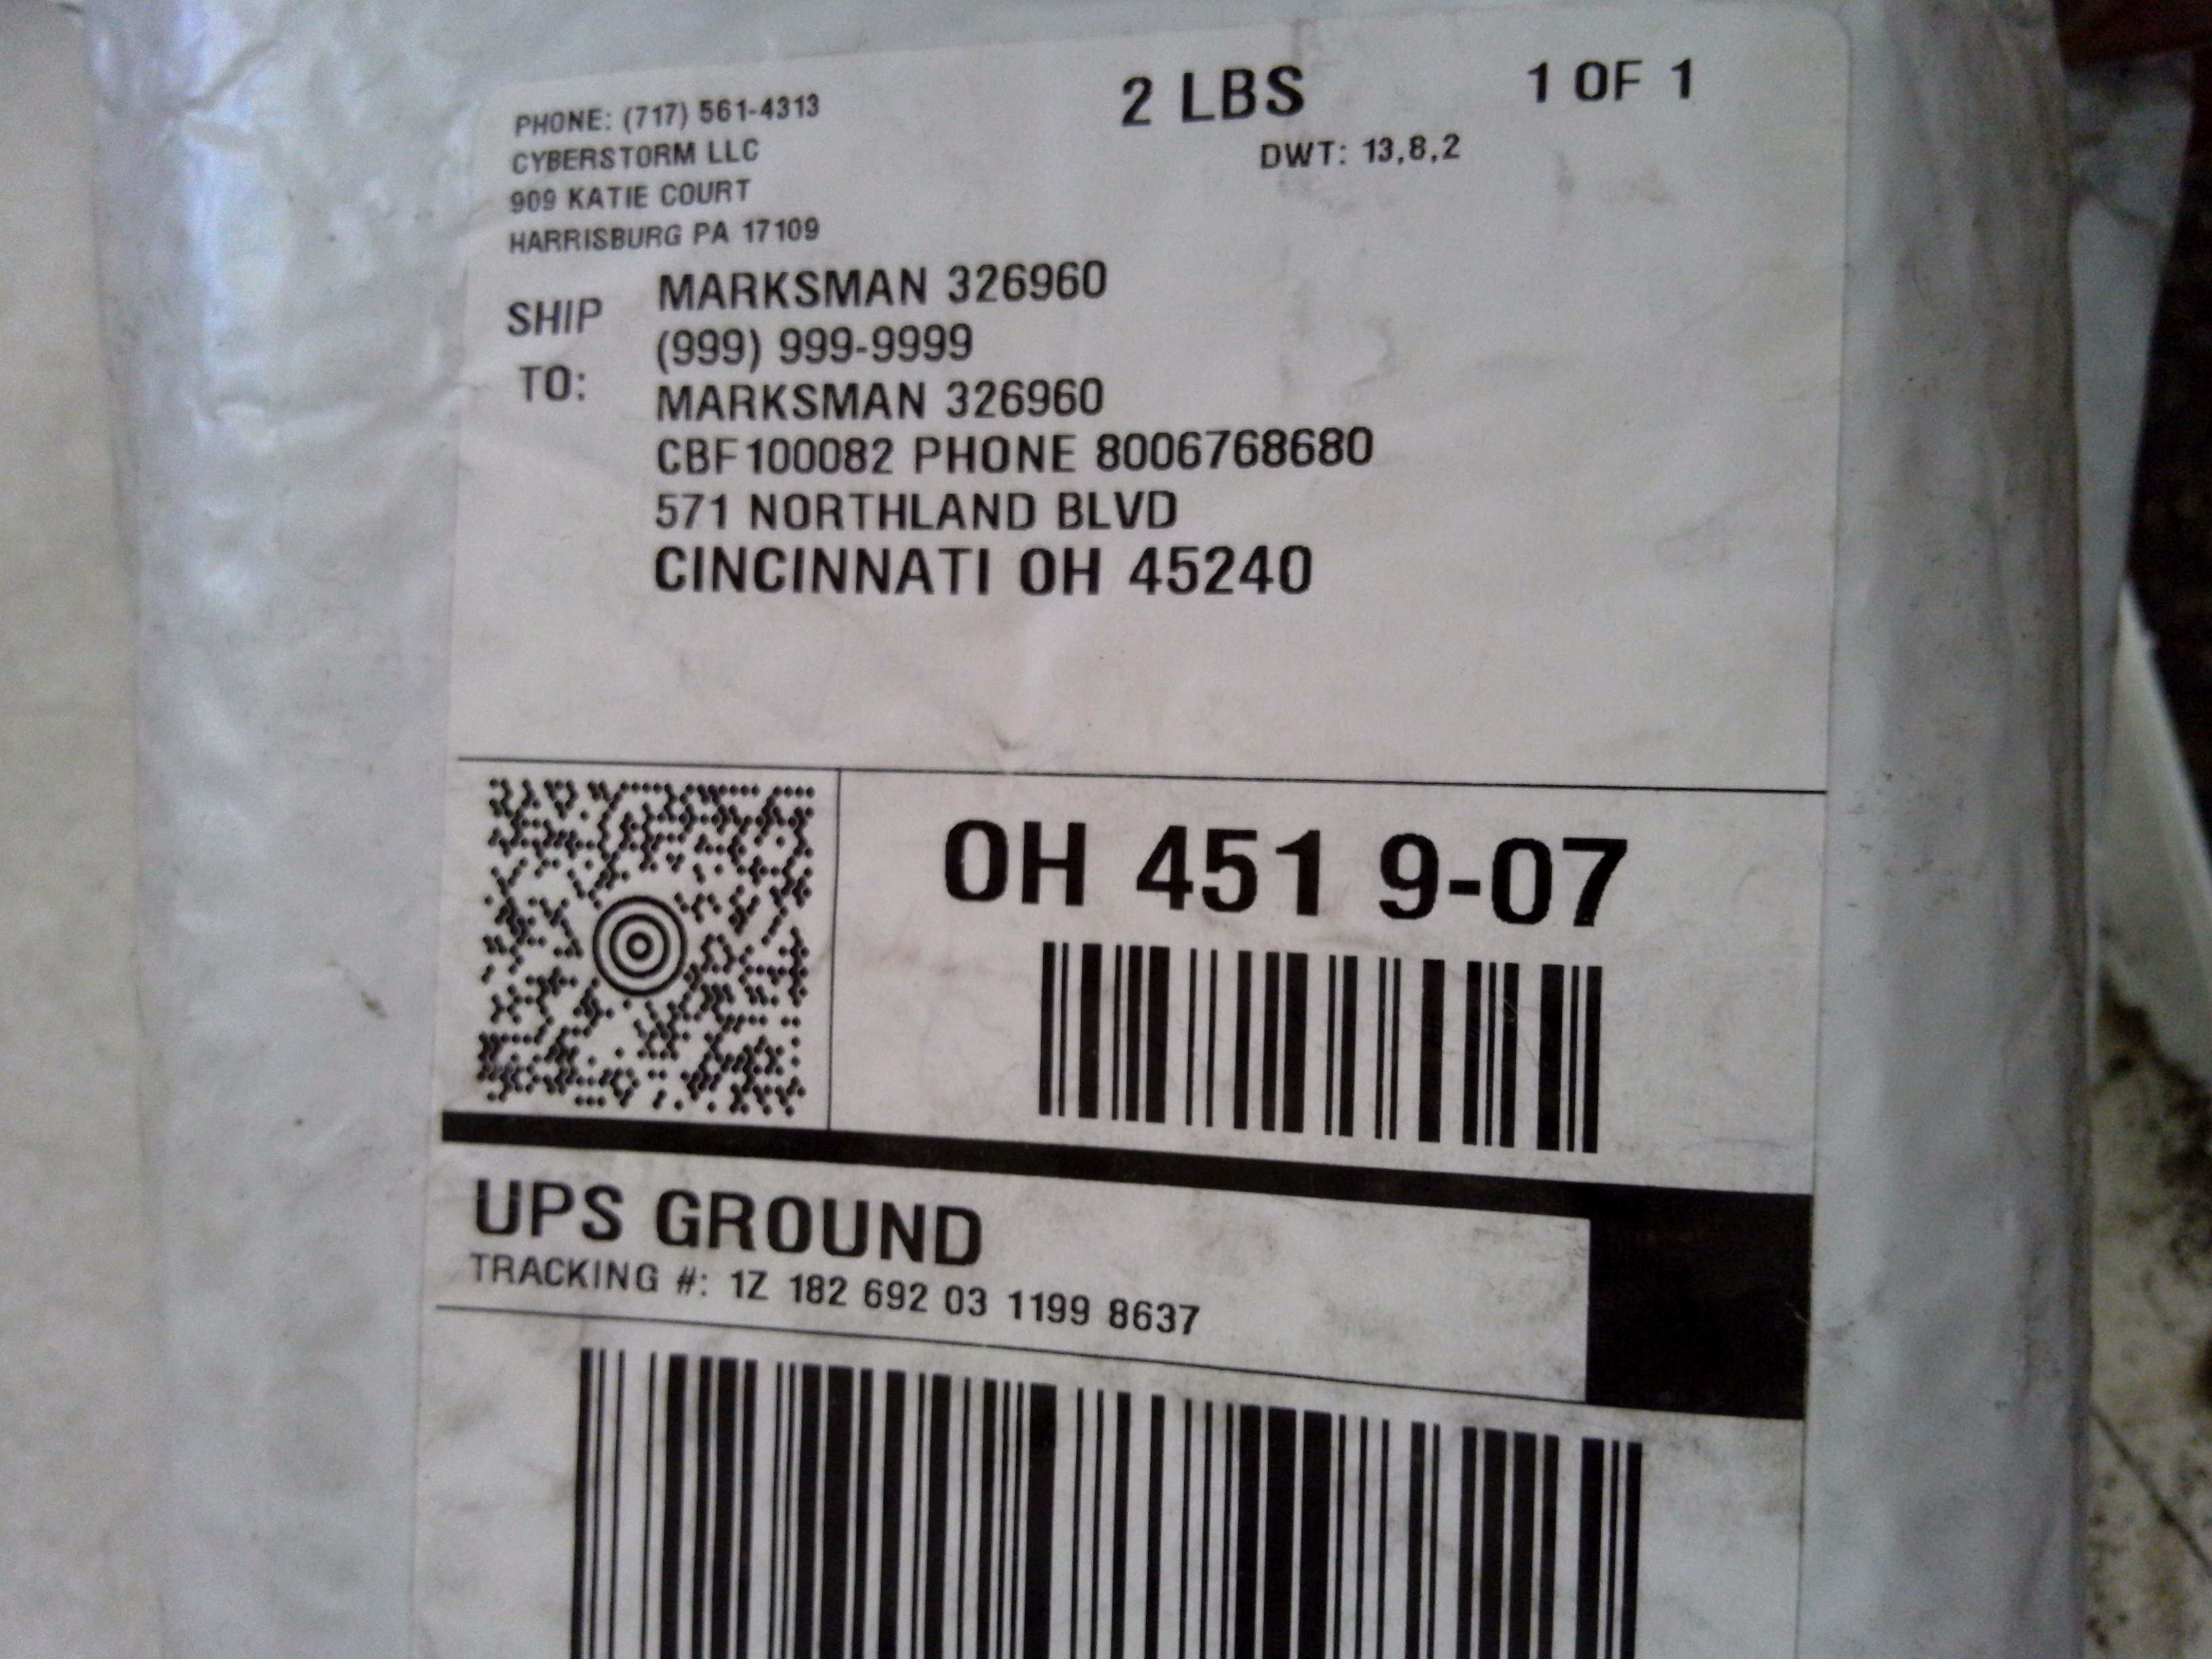 PHONE: (717) 561-4313
CYBERSTORM LLC
909 KATIE COURT
HARRISBURG PA 17109
2 LBS
1 OF 1
DWT: 13,8,2
SHIP TO:
MARKSMAN 326960
(999) 999-9999
MARKSMAN 326960
CBF100082 PHONE 8006768680
571 NORTHLAND BLVD
CINCINNATI OH 45240
OH 451 9-07
UPS GROUND
TRACKING #: 1Z 182 692 03 1199 8637